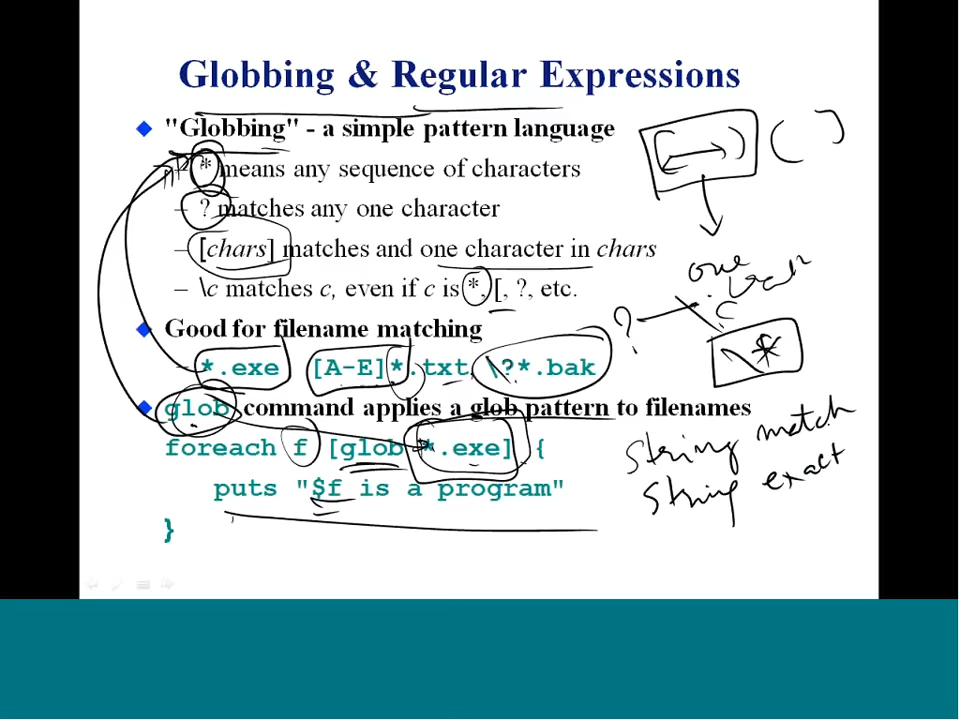 Globbing & Regular Expressions
"Globbing" - a simple pattern language
– * means any sequence of characters
– ? matches any one character
– [chars] matches and one character in chars
– \c matches c, even if c is *, [, ?, etc.
Good for filename matching
– *.exe [A-E]*.txt, \?*.bak
glob command applies a glob pattern to filenames
foreach f [glob *.exe] {
puts "$f is a program"
}
( ) ( )
one
?
\*
String match
String exact